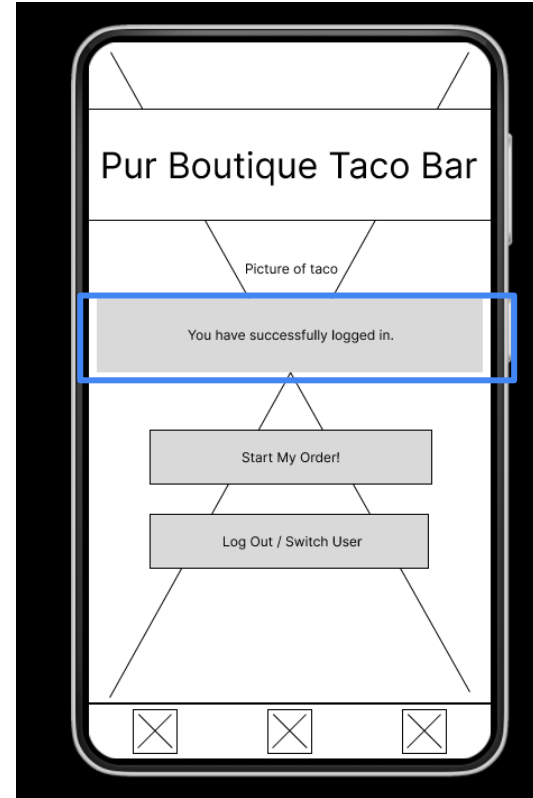 Pur Boutique Taco Bar
Picture of taco
You have successfully logged in.
Start My Order!
Log Out / Switch User